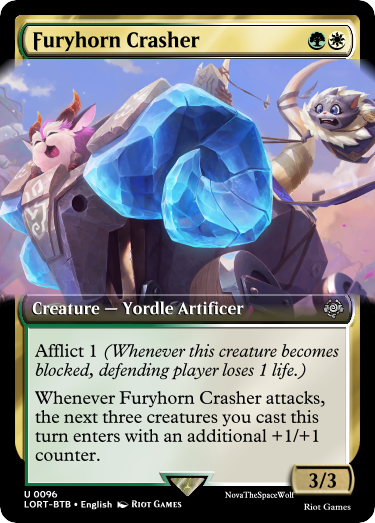 Furyhorn Crasher
Creature — Yordle Artificer
Afflict 1 (Whenever this creature becomes
blocked, defending player loses 1 life.)
Whenever Furyhorn Crasher attacks,
the next three creatures you cast this
turn enters with an additional +1/+1
counter.
3/3
U 0096
LORT-BTB • English Riot Games
NovaTheSpaceWolf
Riot Games